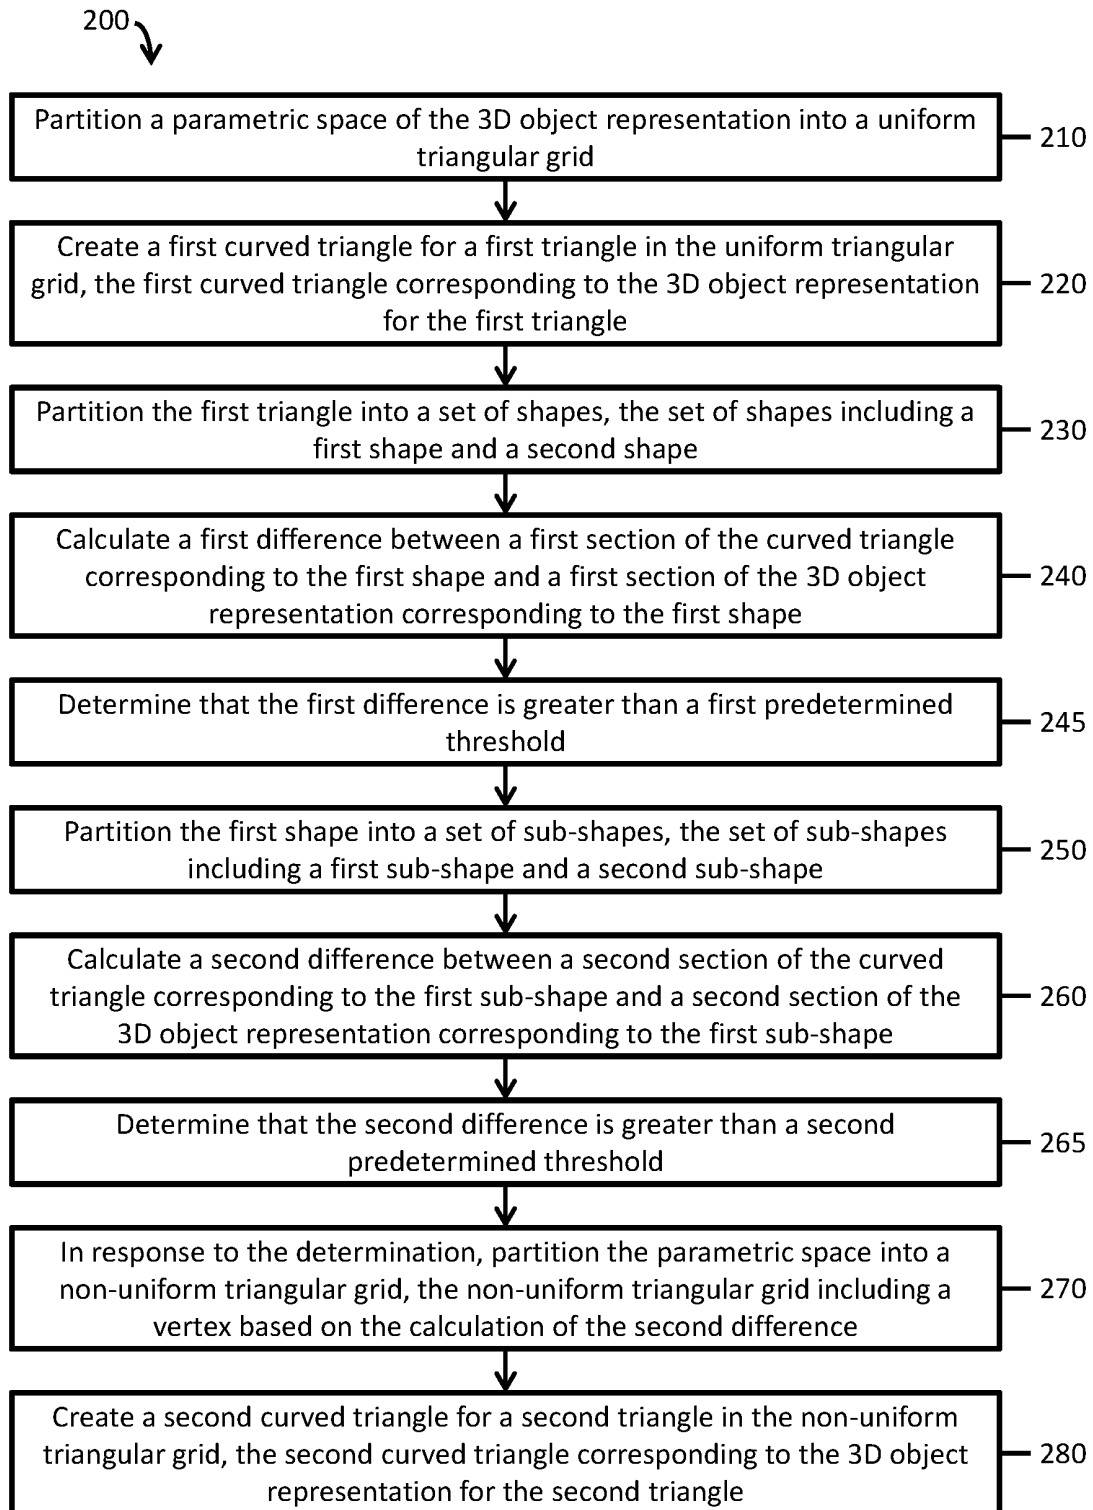 200
Partition a parametric space of the 3D object representation into a uniform
triangular grid
210
Create a first curved triangle for a first triangle in the uniform triangular
grid, the first curved triangle corresponding to the 3D object representation
for the first triangle
220
Partition the first triangle into a set of shapes, the set of shapes including a
first shape and a second shape
230
Calculate a first difference between a first section of the curved triangle
corresponding to the first shape and a first section of the 3D object
representation corresponding to the first shape
240
Determine that the first difference is greater than a first predetermined
threshold
245
Partition the first shape into a set of sub-shapes, the set of sub-shapes
including a first sub-shape and a second sub-shape
250
Calculate a second difference between a second section of the curved
triangle corresponding to the first sub-shape and a second section of the
3D object representation corresponding to the first sub-shape
260
Determine that the second difference is greater than a second
predetermined threshold
265
In response to the determination, partition the parametric space into a
non-uniform triangular grid, the non-uniform triangular grid including a
vertex based on the calculation of the second difference
270
Create a second curved triangle for a second triangle in the non-uniform
triangular grid, the second curved triangle corresponding to the 3D object
representation for the second triangle
280